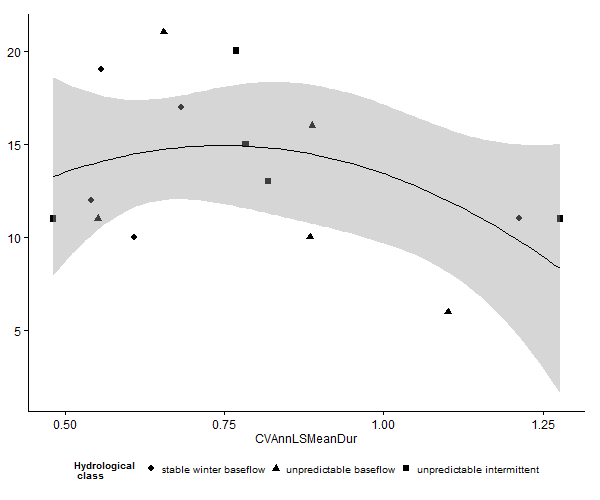 20
15
10
5
0.50 0.75 1.00 1.25
CVAnnLSMeanDur
Hydrological
class
stable winter baseflow unpredictable baseflow unpredictable intermittent